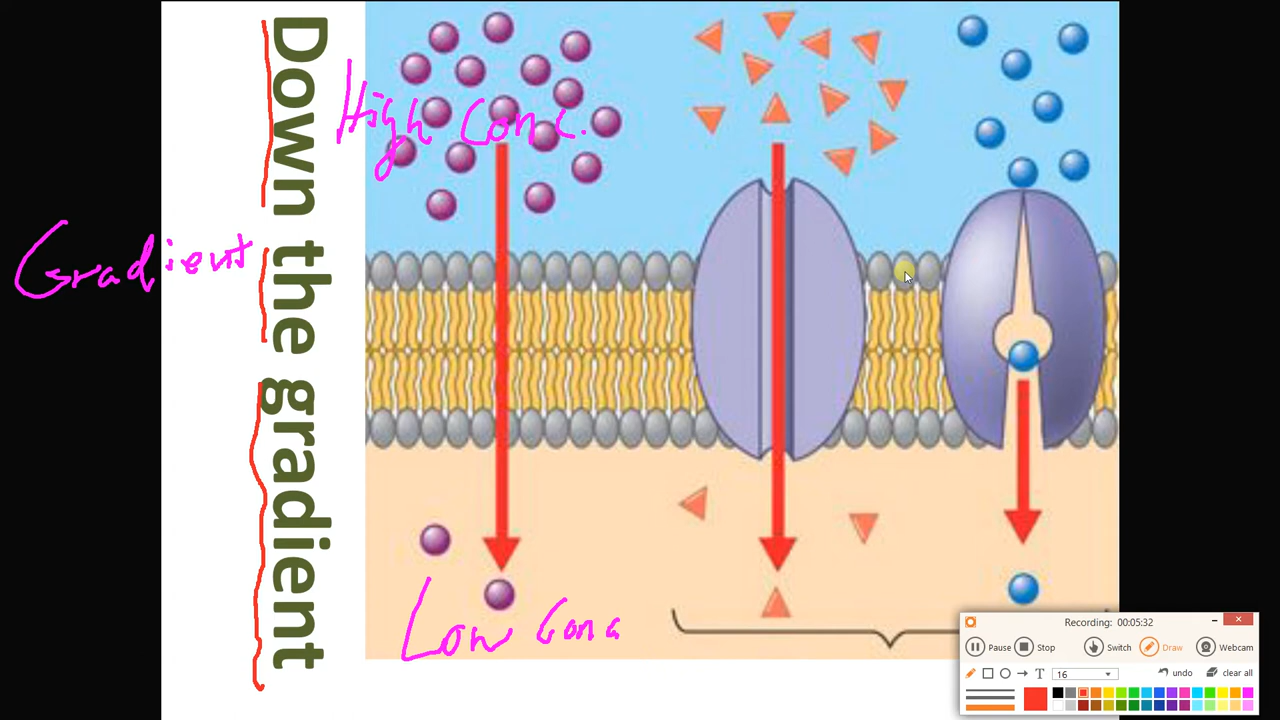 Down the gradient
High Conc.
Gradient
Low Conc
Recording: 00:05:32
Pause Stop Switch Draw Webcam
T 16 undo clear all